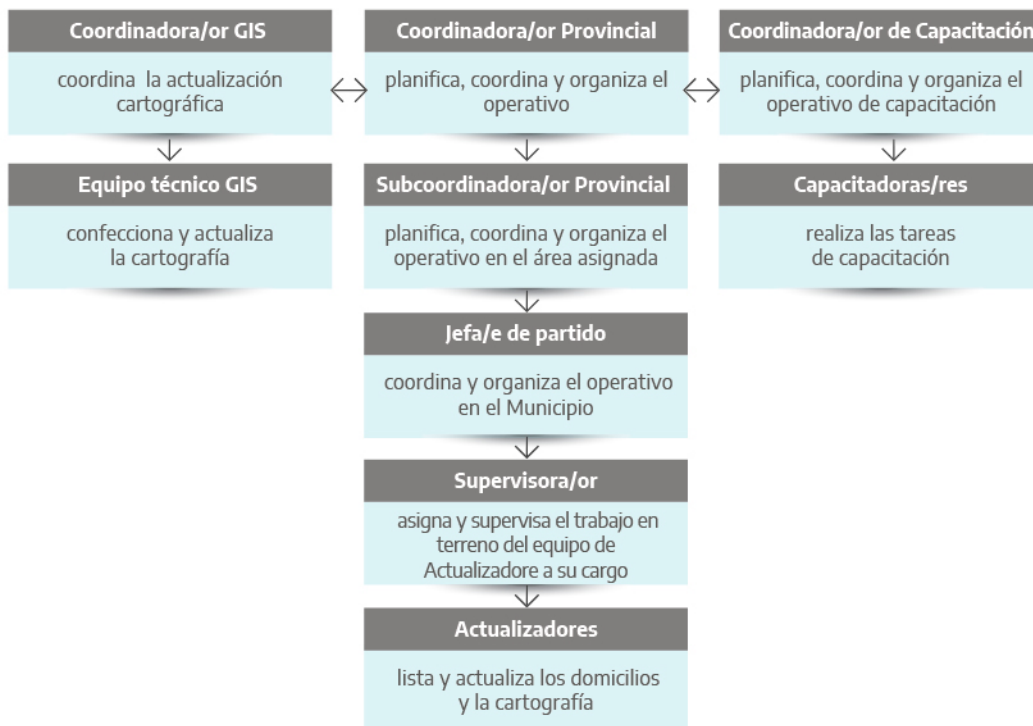 Coordinadora/or GIS
coordina la actualización
cartográfica
Coordinadora/or Provincial
planifica, coordina y organiza el
operativo
Coordinadora/or de Capacitación
planifica, coordina y organiza el
operativo de capacitación
Equipo técnico GIS
confecciona y actualiza
la cartografía
Subcoordinadora/or Provincial
planifica, coordina y organiza el
operativo en el área asignada
Capacitadoras/res
realiza las tareas
de capacitación
Jefa/e de partido
coordina y organiza el operativo
en el Municipio
Supervisora/or
asigna y supervisa el trabajo en
terreno del equipo de
Actualizadore a su cargo
Actualizadores
lista y actualiza los domicilios
y la cartografía